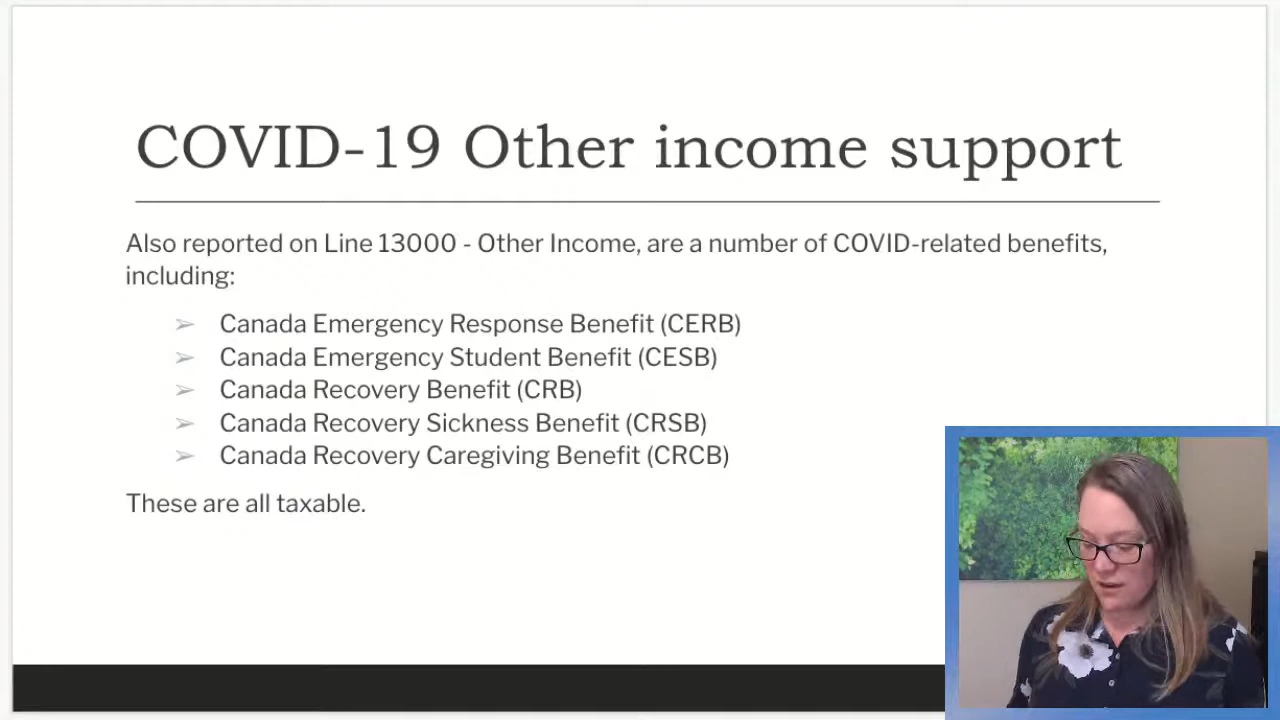 COVID-19 Other income support
Also reported on Line 13000 - Other Income, are a number of COVID-related benefits,
including:
➢ Canada Emergency Response Benefit (CERB)
➢ Canada Emergency Student Benefit (CESB)
➢ Canada Recovery Benefit (CRB)
➢ Canada Recovery Sickness Benefit (CRSB)
➢ Canada Recovery Caregiving Benefit (CRCB)
These are all taxable.